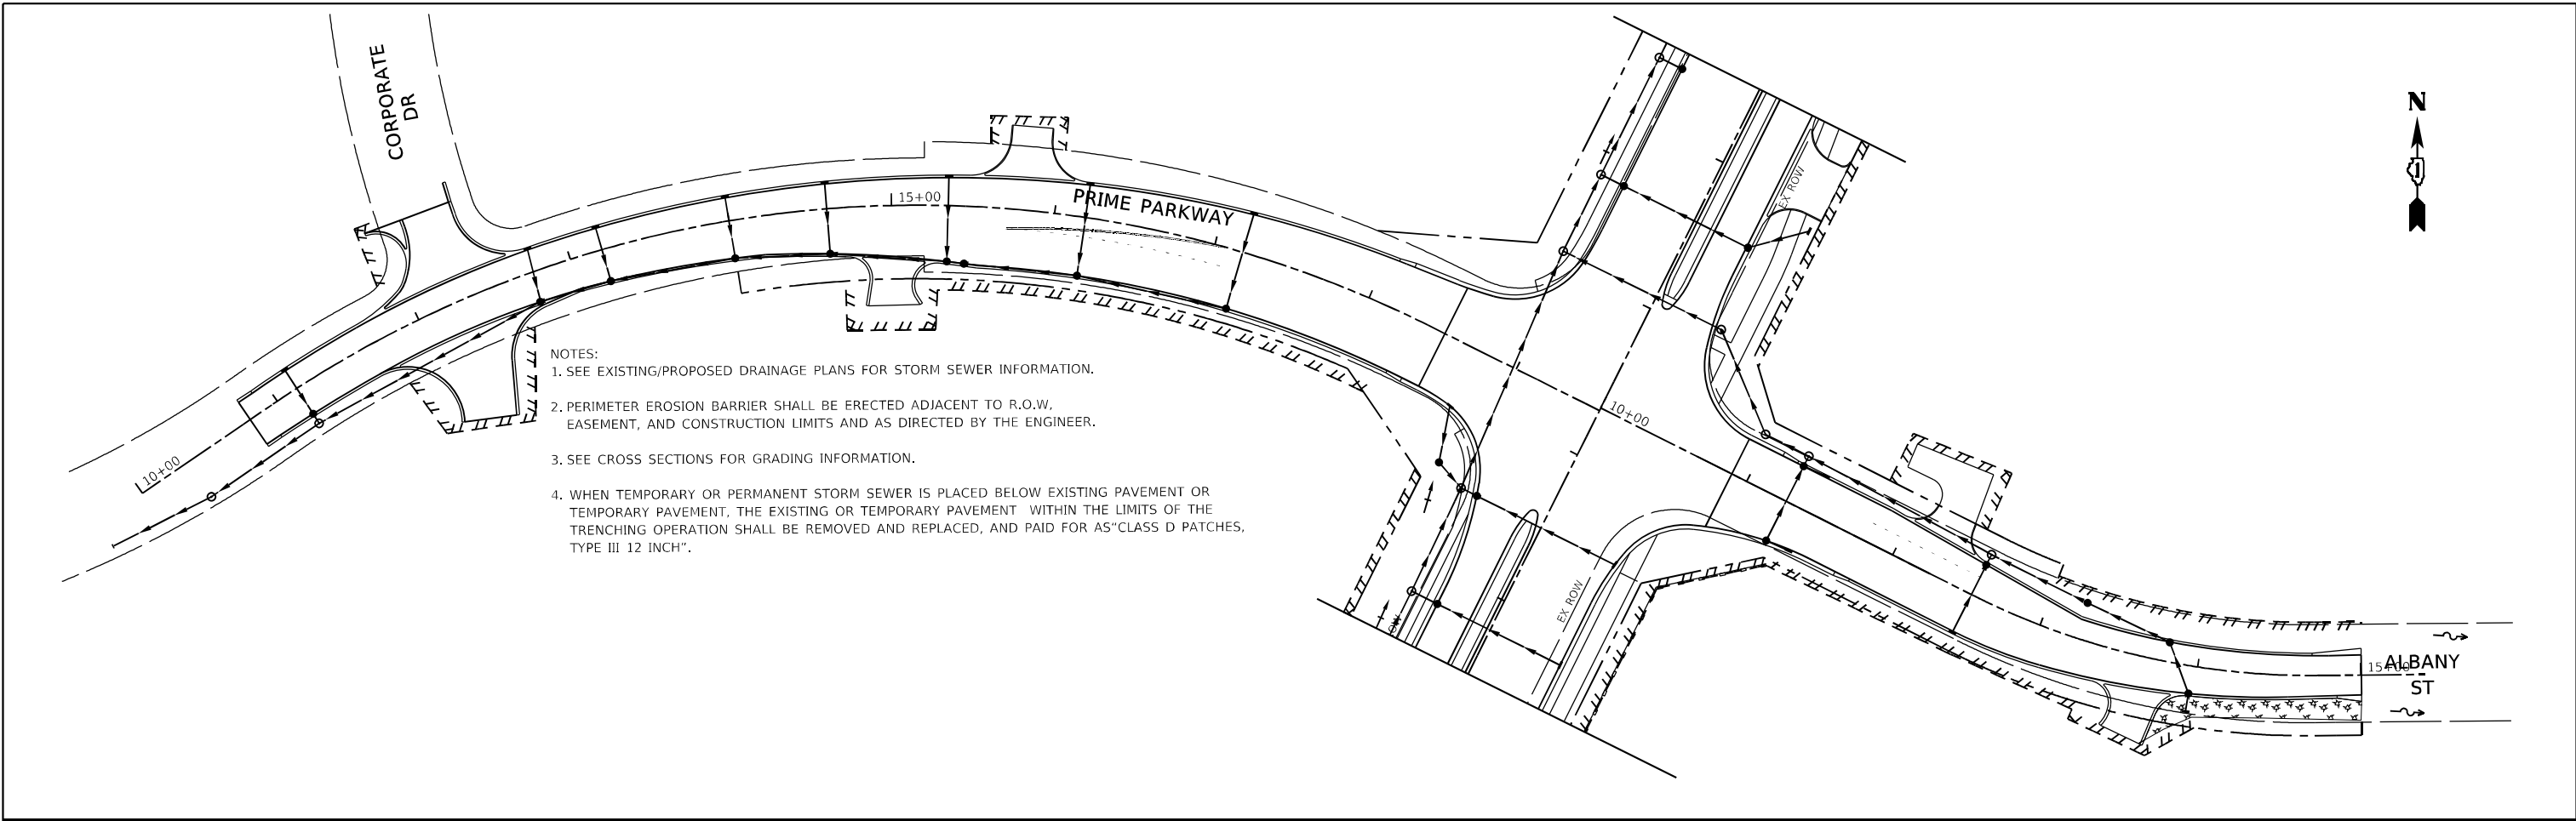 CORPORATE
DR
N
15+00
PRIME PARKWAY
EX ROW
10+00
NOTES:
1. SEE EXISTING/PROPOSED DRAINAGE PLANS FOR STORM SEWER INFORMATION.
2. PERIMETER EROSION BARRIER SHALL BE ERECTED ADJACENT TO R.O.W,
EASEMENT, AND CONSTRUCTION LIMITS AND AS DIRECTED BY THE ENGINEER.
3. SEE CROSS SECTIONS FOR GRADING INFORMATION.
4. WHEN TEMPORARY OR PERMANENT STORM SEWER IS PLACED BELOW EXISTING PAVEMENT OR
TEMPORARY PAVEMENT, THE EXISTING OR TEMPORARY PAVEMENT WITHIN THE LIMITS OF THE
TRENCHING OPERATION SHALL BE REMOVED AND REPLACED, AND PAID FOR AS"CLASS D PATCHES,
TYPE III 12 INCH".
10+00
EX ROW
15+00
ALBANY
ST